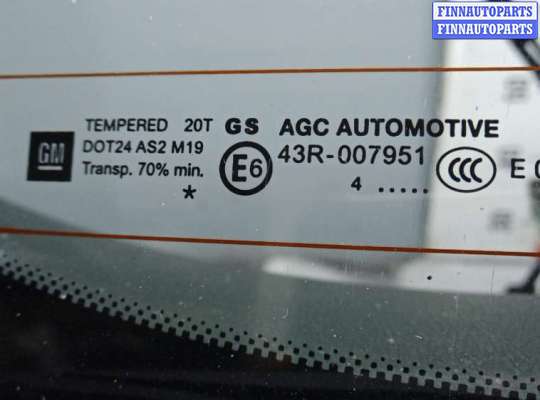 FINNAUTOPARTS
FINNAUTOPARTS
TEMPERED 20T GS AGC AUTOMOTIVE
GM DOT24 AS2 M19 E6 43R-007951 CCC E
Transp. 70% min. 4 .....
*